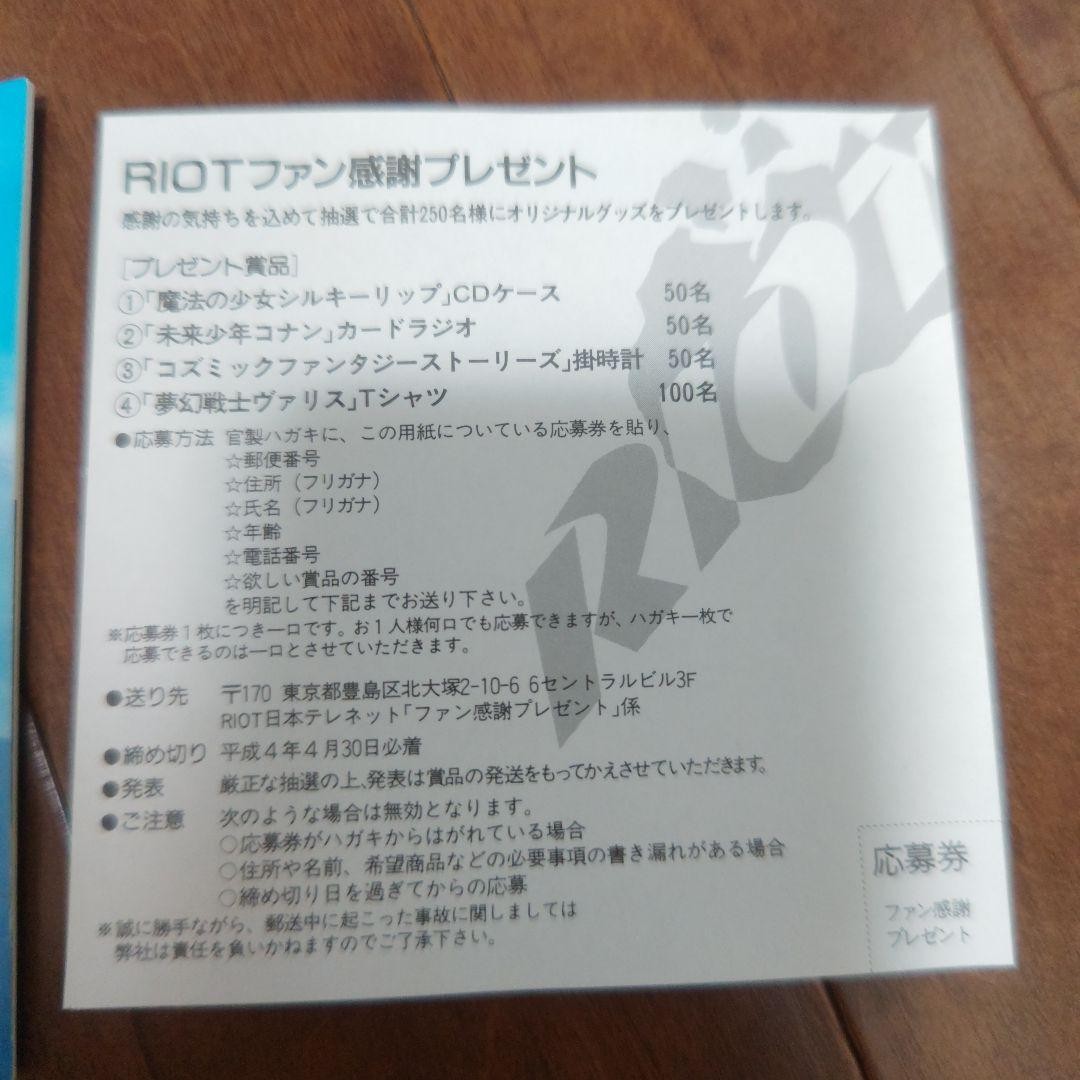 RIOTファン感謝プレゼント
感謝の気持ちを込めて抽選で合計250名様にオリジナルグッズをプレゼントします。
[プレゼント賞品]
①「魔法の少女シルキーリップ」CDケース 50名
②「未来少年コナン」カードラジオ 50名
③「コズミックファンタジーストーリーズ」掛時計 50名
④「夢幻戦士ヴァリス」Tシャツ 100名
●応募方法 官製ハガキに、この用紙についている応募券を貼り、
☆郵便番号
☆住所（フリガナ）
☆氏名（フリガナ）
☆年齢
☆電話番号
☆欲しい賞品の番号
を明記して下記までお送り下さい。
※応募券1枚につき一口です。お1人様何口でも応募できますが、ハガキ一枚で
応募できるのは一口とさせていただきます。
●送り先 〒170 東京都豊島区北大塚2-10-6 6セントラルビル3F
RIOT日本テレネット「ファン感謝プレゼント」係
●締め切り 平成4年4月30日必着
●発表 厳正な抽選の上、発表は賞品の発送をもってかえさせていただきます。
●ご注意 次のような場合は無効となります。
○応募券がハガキからはがれている場合
○住所や名前、希望商品などの必要事項の書き漏れがある場合
○締め切り日を過ぎてからの応募
※誠に勝手ながら、郵送中に起こった事故に関しましては
弊社は責任を負いかねますのでご了承下さい。
RIOT
応募券
ファン感謝
プレゼント